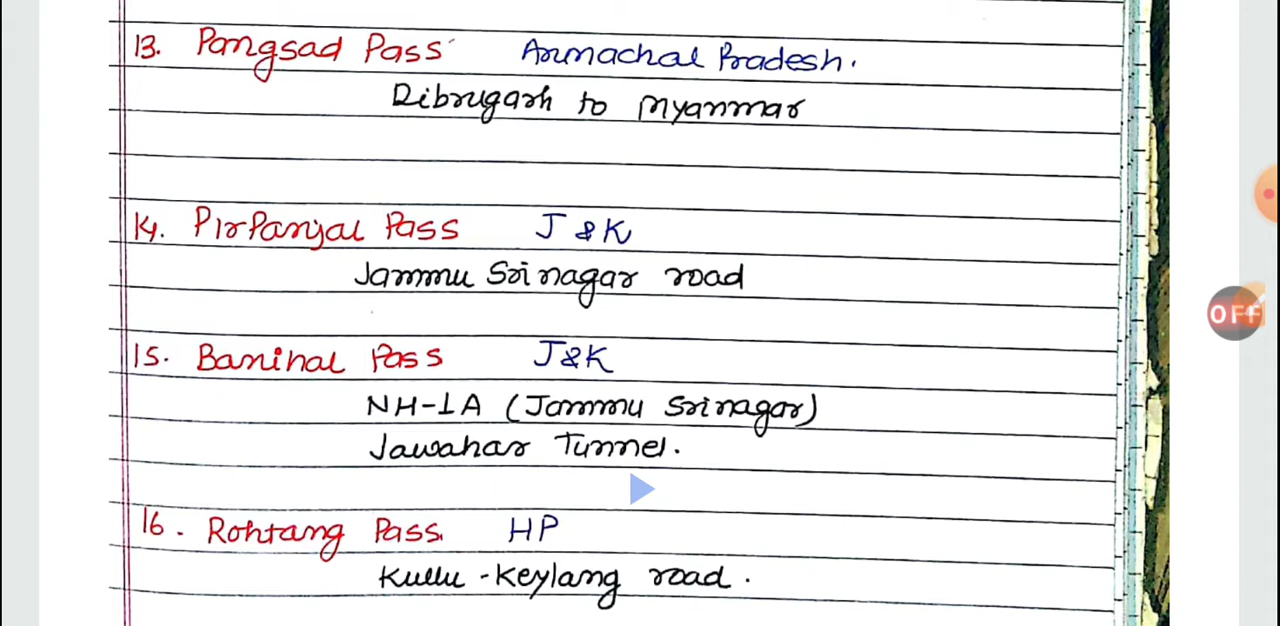 13. Pangsad Pass Arunachal Pradesh.
Dibrugarh to Myanmar
14. PirPanjal Pass J & K
Jammu Srinagar road
15. Banihal Pass J&K
NH-1A (Jammu Srinagar)
Jawahar Tunnel.
OFF
16. Rohtang Pass. HP
Kullu - Keylang road.